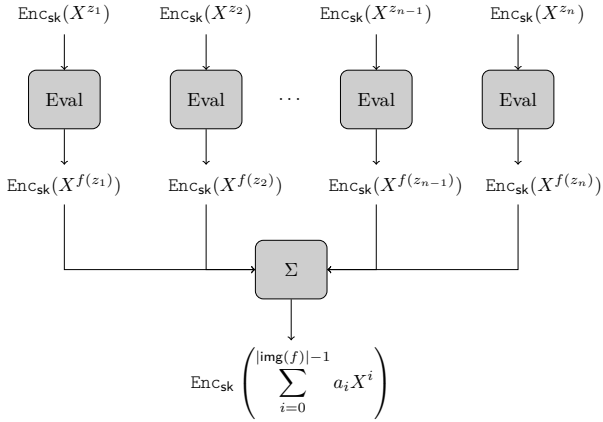 Enc_sk(X^{z_1}) Enc_sk(X^{z_2}) Enc_sk(X^{z_{n−1}}) Enc_sk(X^{z_n})
Eval Eval ⋯ Eval Eval
Enc_sk(X^{f(z_1)}) Enc_sk(X^{f(z_2)}) Enc_sk(X^{f(z_{n−1})}) Enc_sk(X^{f(z_n)})
Σ
Enc_sk(∑_{i=0}^{|img(f)|−1} a_i X^i)